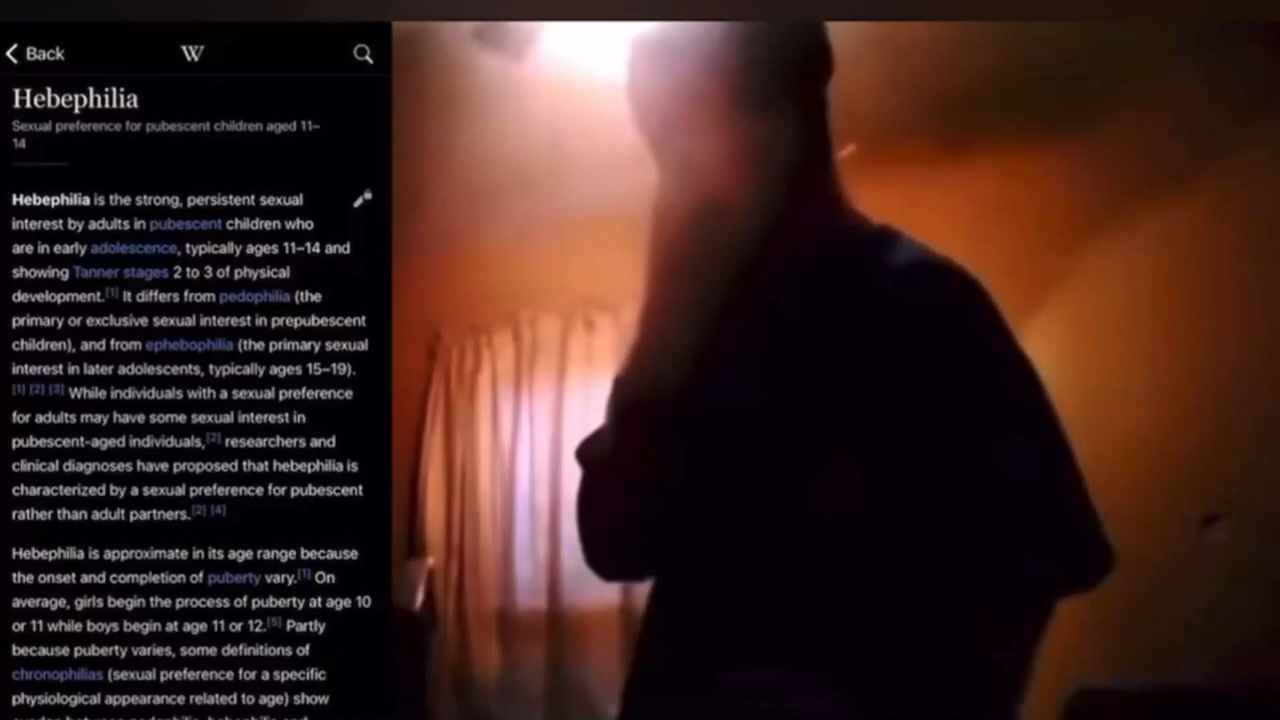 Back
W
Hebephilia
Sexual preference for pubescent children aged 11–
14
Hebephilia is the strong, persistent sexual
interest by adults in pubescent children who
are in early adolescence, typically ages 11–14 and
showing Tanner stages 2 to 3 of physical
development.[1] It differs from pedophilia (the
primary or exclusive sexual interest in prepubescent
children), and from ephebophilia (the primary sexual
interest in later adolescents, typically ages 15–19).
[1] [2] [3] While individuals with a sexual preference
for adults may have some sexual interest in
pubescent-aged individuals,[2] researchers and
clinical diagnoses have proposed that hebephilia is
characterized by a sexual preference for pubescent
rather than adult partners.[2] [4]
Hebephilia is approximate in its age range because
the onset and completion of puberty vary.[1] On
average, girls begin the process of puberty at age 10
or 11 while boys begin at age 11 or 12.[5] Partly
because puberty varies, some definitions of
chronophilias (sexual preference for a specific
physiological appearance related to age) show